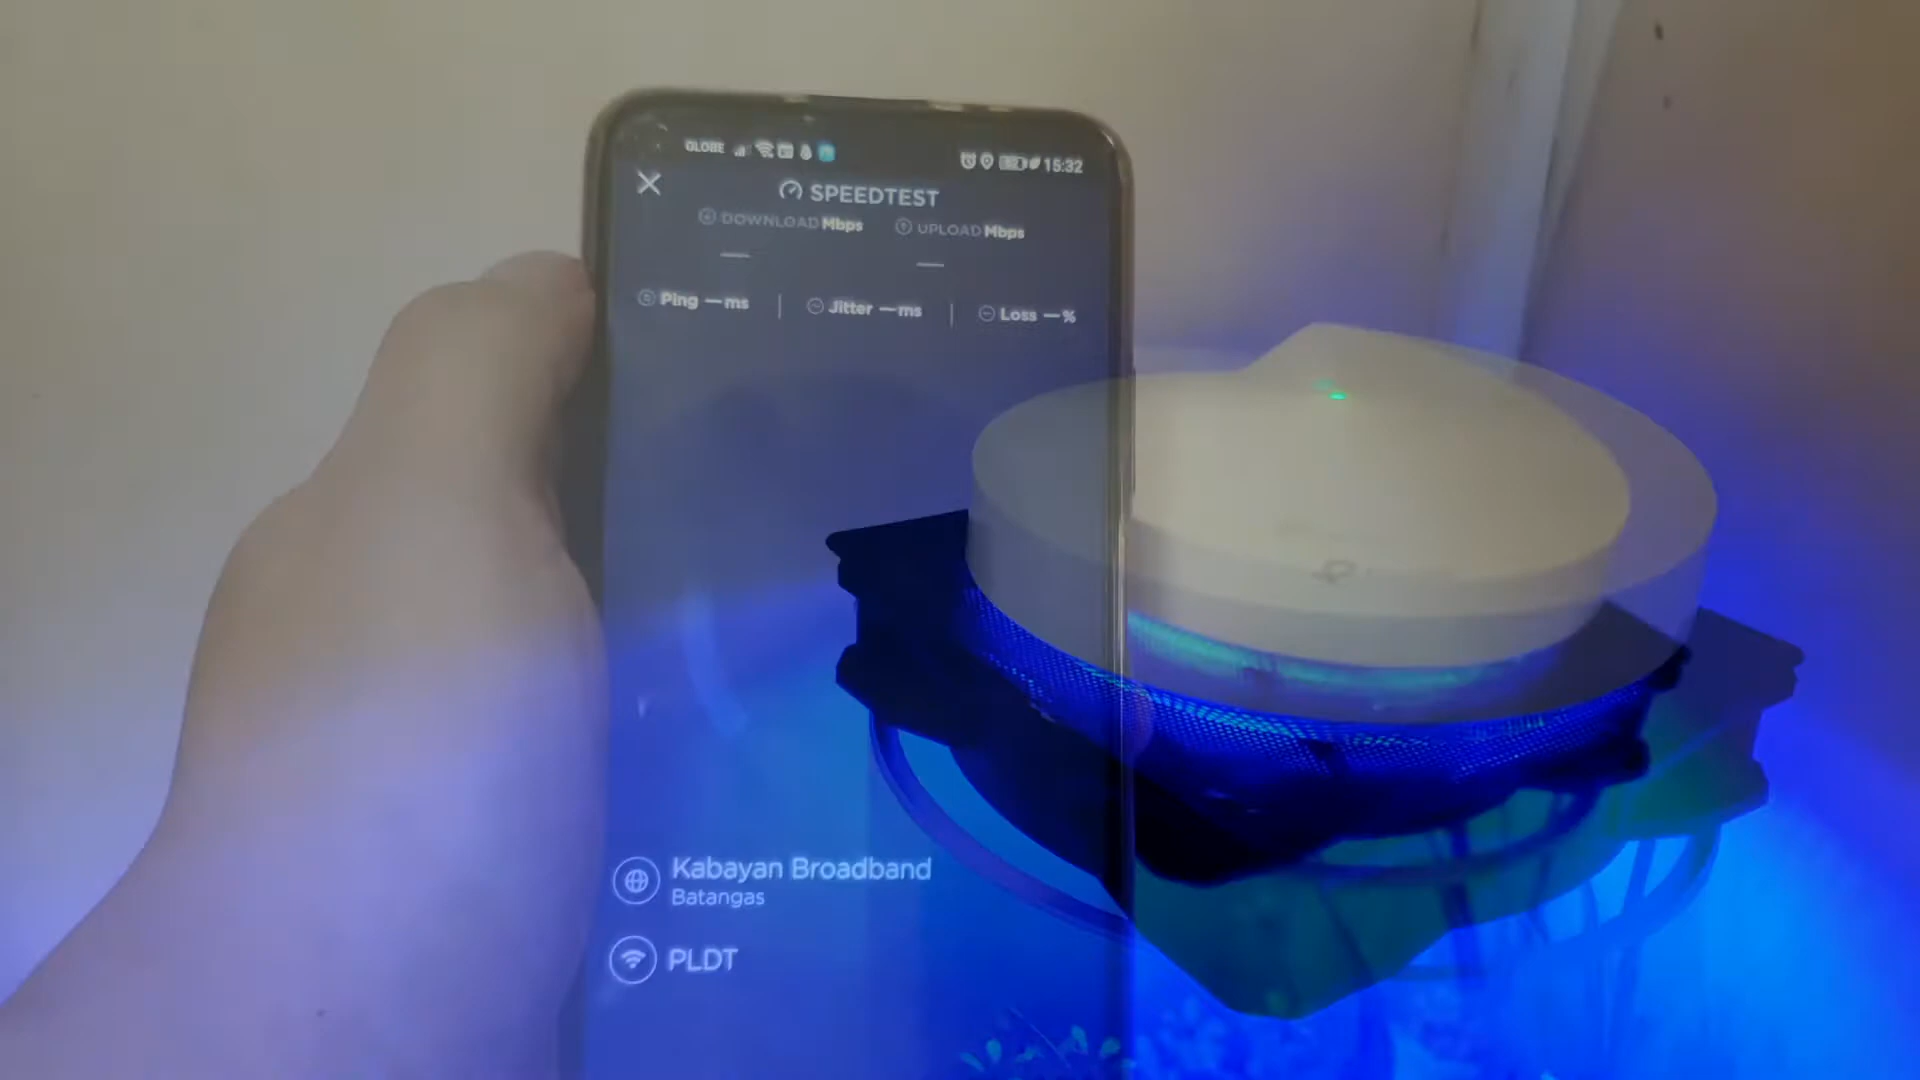 GLOBE 15:32
SPEEDTEST
DOWNLOAD Mbps UPLOAD Mbps
— —
Ping — ms | Jitter — ms | Loss — %
Kabayan Broadband
Batangas
PLDT